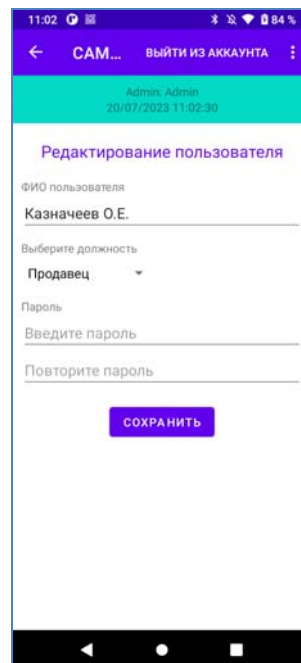 11:02 84 %
САМ... ВЫЙТИ ИЗ АККАУНТА
Admin: Admin
20/07/2023 11:02:30
Редактирование пользователя
ФИО пользователя
Казначеев О.Е.
Выберите должность
Продавец
Пароль
Введите пароль
Повторите пароль
СОХРАНИТЬ